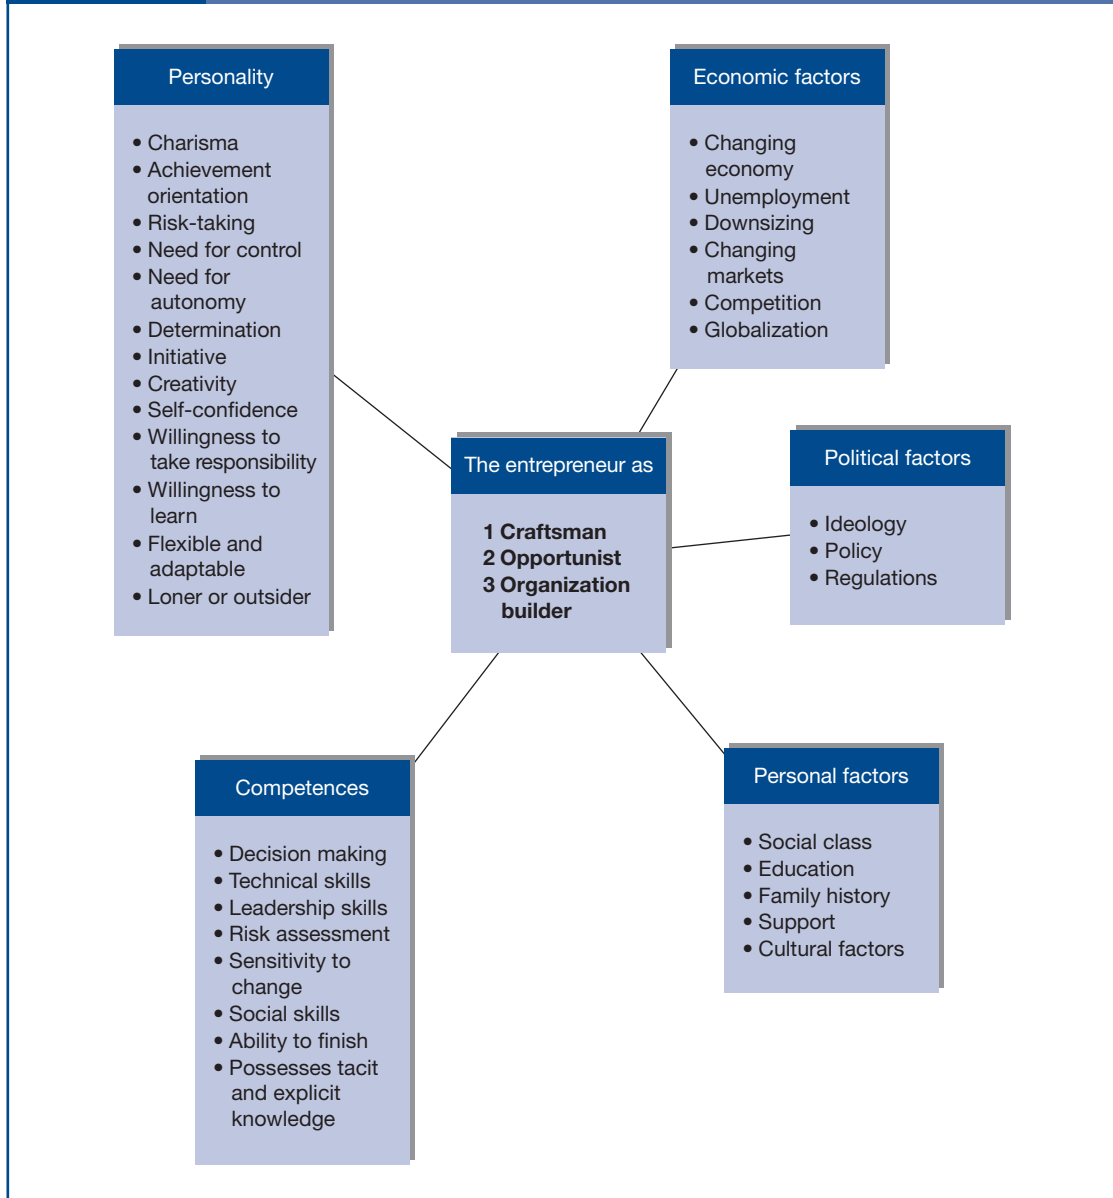 Personality
• Charisma
• Achievement
orientation
• Risk-taking
• Need for control
• Need for
autonomy
• Determination
• Initiative
• Creativity
• Self-confidence
• Willingness to
take responsibility
• Willingness to
learn
• Flexible and
adaptable
• Loner or outsider
Economic factors
• Changing
economy
• Unemployment
• Downsizing
• Changing
markets
• Competition
• Globalization
The entrepreneur as
1 Craftsman
2 Opportunist
3 Organization
builder
Political factors
• Ideology
• Policy
• Regulations
Competences
• Decision making
• Technical skills
• Leadership skills
• Risk assessment
• Sensitivity to
change
• Social skills
• Ability to finish
• Possesses tacit
and explicit
knowledge
Personal factors
• Social class
• Education
• Family history
• Support
• Cultural factors